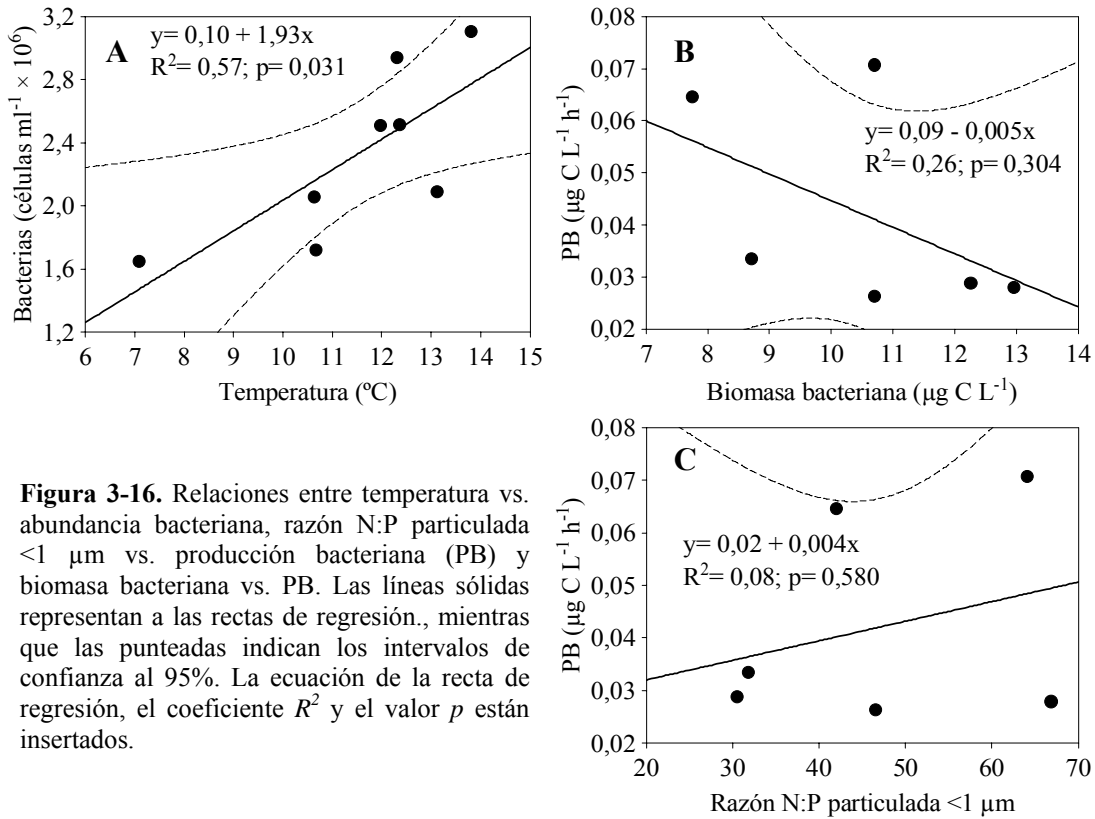 A
y= 0,10 + 1,93x
R²= 0,57; p= 0,031
Bacterias (células ml⁻¹ × 10⁶)
3,2
2,8
2,4
2,0
1,6
1,2
6 7 8 9 10 11 12 13 14 15
Temperatura (ºC)
B
y= 0,09 - 0,005x
R²= 0,26; p= 0,304
PB (µg C L⁻¹ h⁻¹)
0,08
0,07
0,06
0,05
0,04
0,03
0,02
7 8 9 10 11 12 13 14
Biomasa bacteriana (µg C L⁻¹)
C
y= 0,02 + 0,004x
R²= 0,08; p= 0,580
PB (µg C L⁻¹ h⁻¹)
0,08
0,07
0,06
0,05
0,04
0,03
0,02
20 30 40 50 60 70
Razón N:P particulada <1 µm
Figura 3-16. Relaciones entre temperatura vs.
abundancia bacteriana, razón N:P particulada
<1 µm vs. producción bacteriana (PB) y
biomasa bacteriana vs. PB. Las líneas sólidas
representan a las rectas de regresión., mientras
que las punteadas indican los intervalos de
confianza al 95%. La ecuación de la recta de
regresión, el coeficiente R² y el valor p están
insertados.